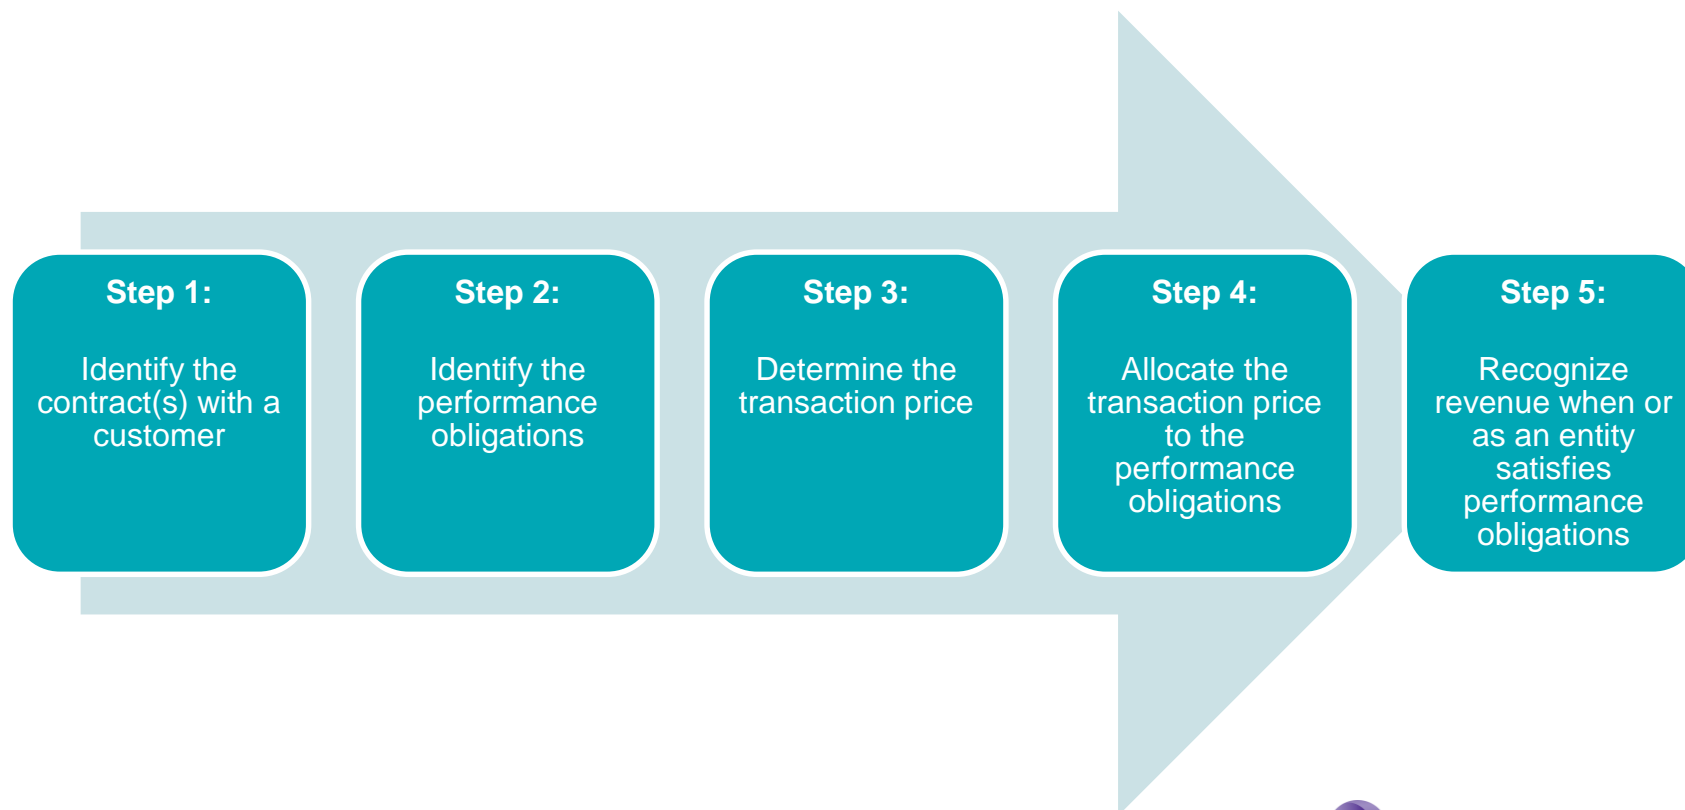 Step 1:
Identify the
contract(s) with a
customer
Step 2:
Identify the
performance
obligations
Step 3:
Determine the
transaction price
Step 4:
Allocate the
transaction price
to the
performance
obligations
Step 5:
Recognize
revenue when or
as an entity
satisfies
performance
obligations